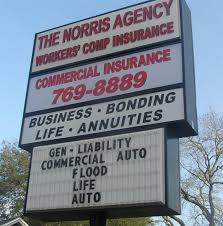 THE NORRIS AGENCY
WORKERS' COMP INSURANCE
COMMERCIAL INSURANCE
769-8889
BUSINESS · BONDING
LIFE · ANNUITIES
GEN - LIABILITY
COMMERCIAL AUTO
FLOOD
LIFE
AUTO